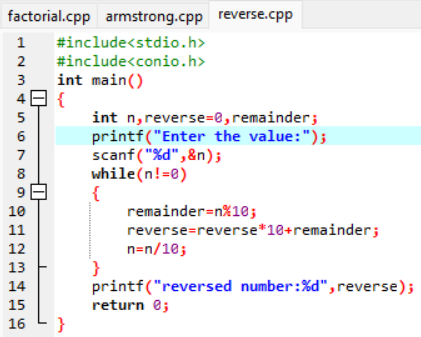 factorial.cpp armstrong.cpp reverse.cpp
1 #include<stdio.h>
2 #include<conio.h>
3 int main()
4 {
5 int n,reverse=0,remainder;
6 printf("Enter the value:");
7 scanf("%d",&n);
8 while(n!=0)
9 {
10 remainder=n%10;
11 reverse=reverse*10+remainder;
12 n=n/10;
13 }
14 printf("reversed number:%d",reverse);
15 return 0;
16 }